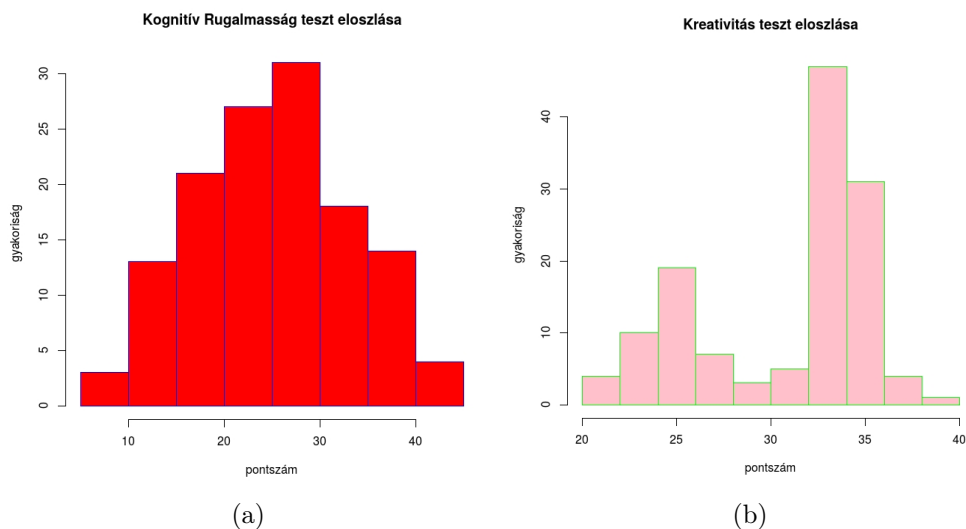 Kognitív Rugalmasság teszt eloszlása
gyakoriság
0
5
10
15
20
25
30
10
20
30
40
pontszám
(a)
Kreativitás teszt eloszlása
gyakoriság
0
10
20
30
40
20
25
30
35
40
pontszám
(b)